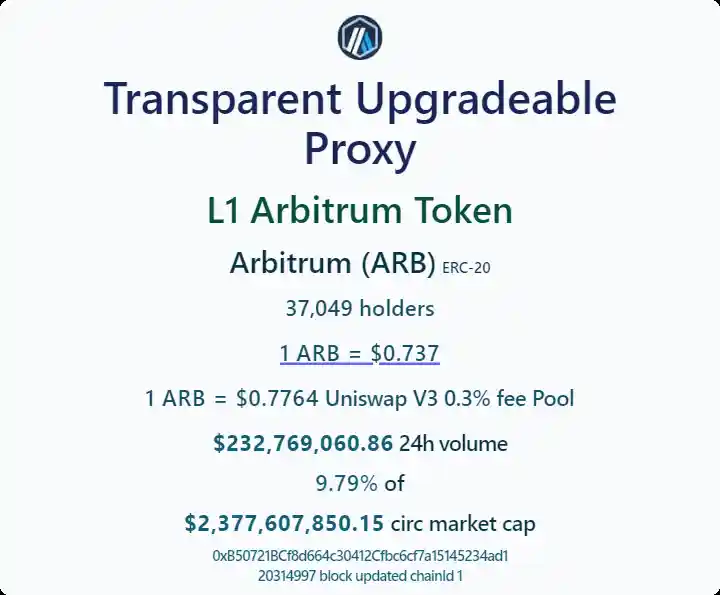 Transparent Upgradeable
Proxy
L1 Arbitrum Token
Arbitrum (ARB) ERC-20
37,049 holders
1 ARB = $0.737
1 ARB = $0.7764 Uniswap V3 0.3% fee Pool
$232,769,060.86 24h volume
9.79% of
$2,377,607,850.15 circ market cap
0xB50721BCf8d664c30412Cfbc6cf7a15145234ad1
20314997 block updated chainId 1